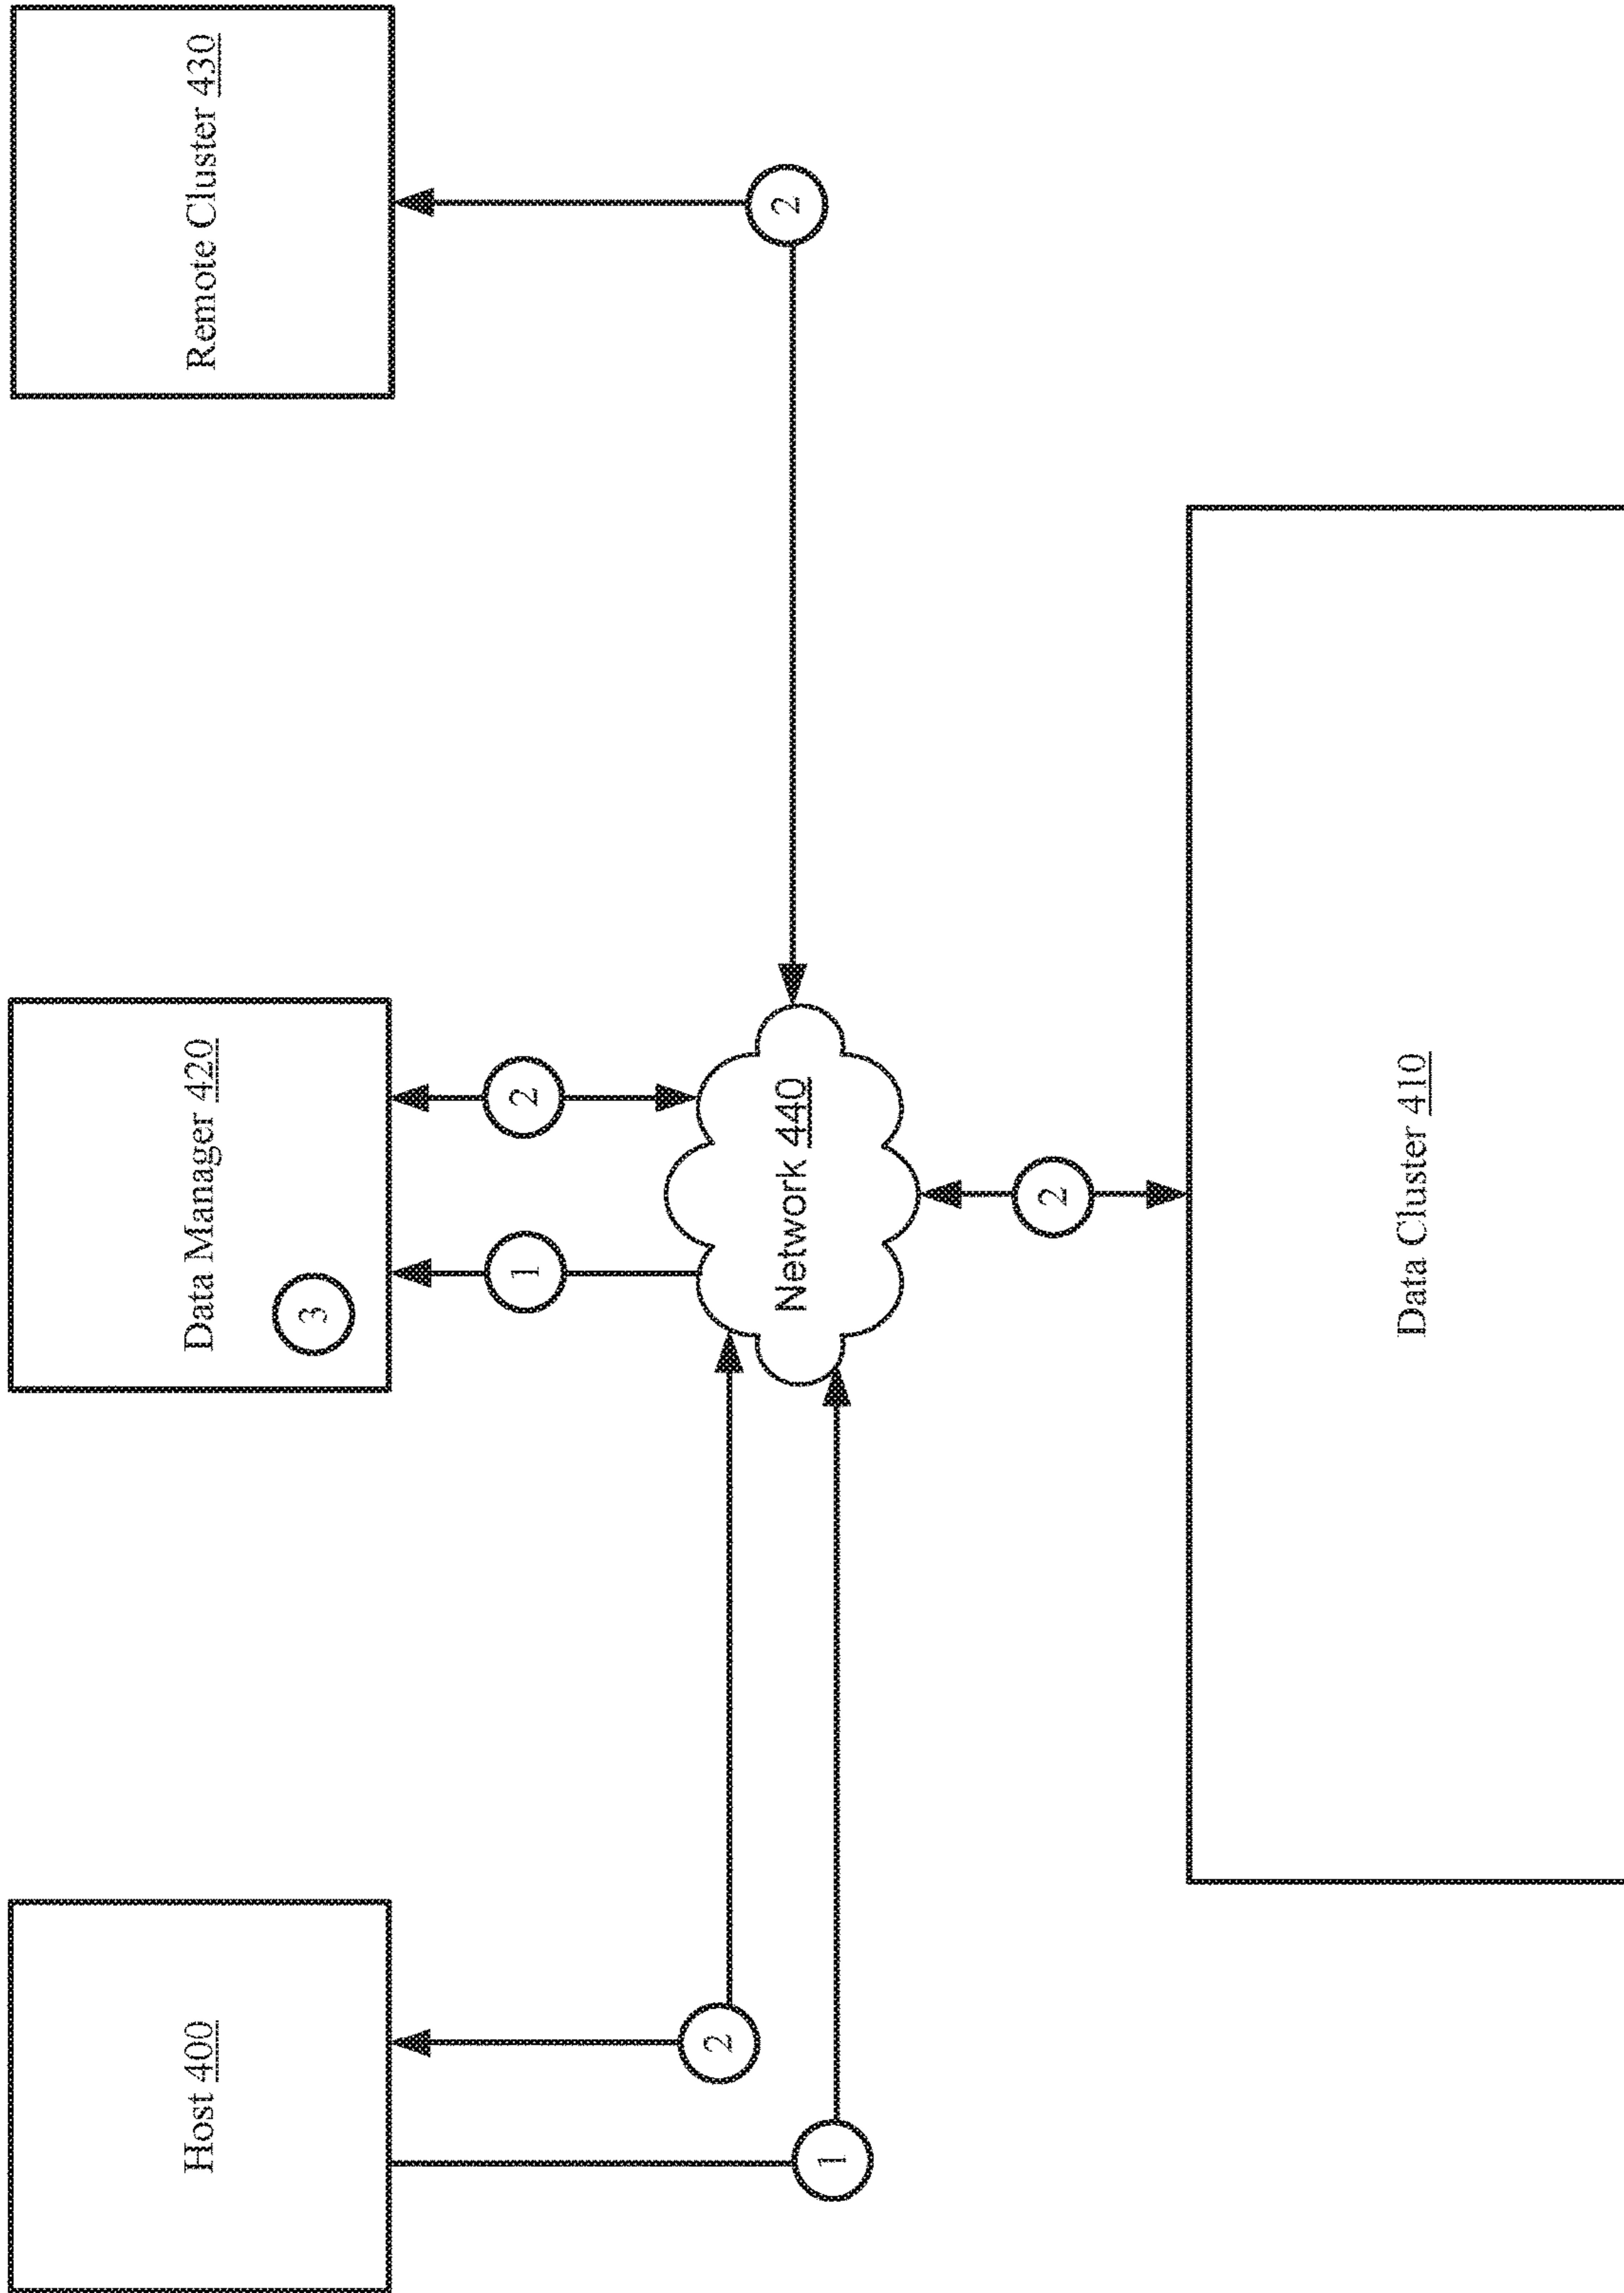 Host 400
Data Manager 420
Remote Cluster 430
3
1
2
2
1
Network 440
2
2
Data Cluster 410